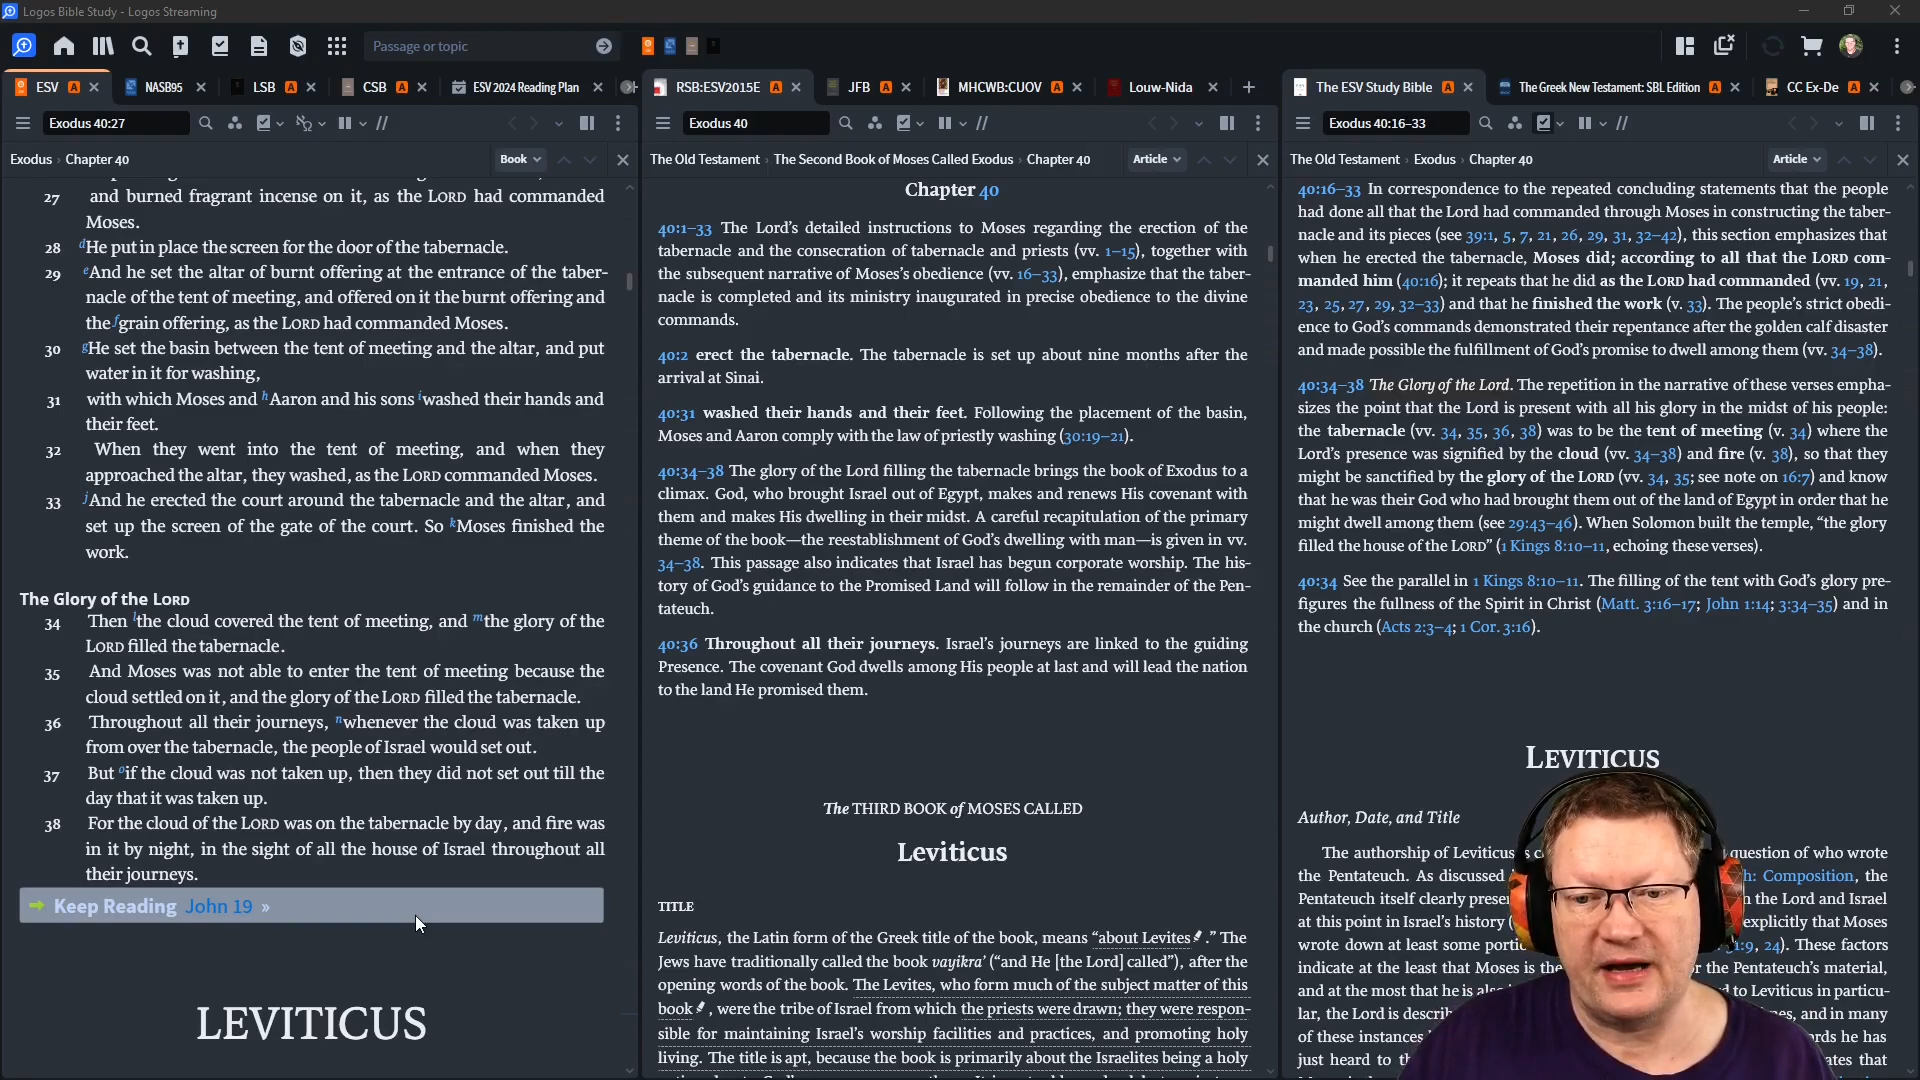 Logos Bible Study - Logos Streaming
Passage or topic
ESV A
NASB95
LSB A
CSB A
ESV 2024 Reading Plan
RSB:ESV2015E A
JFB A
MHCWB:CUOV A
Louw-Nida
The ESV Study Bible A
The Greek New Testament: SBL Edition A
CC Ex-De A
Exodus 40:27
Exodus 40
Exodus 40:16–33
Exodus › Chapter 40
Book
27 and burned fragrant incense on it, as the LORD had commanded
Moses.
28 dHe put in place the screen for the door of the tabernacle.
29 eAnd he set the altar of burnt offering at the entrance of the taber-
nacle of the tent of meeting, and offered on it the burnt offering and
the fgrain offering, as the LORD had commanded Moses.
30 gHe set the basin between the tent of meeting and the altar, and put
water in it for washing,
31 with which Moses and hAaron and his sons iwashed their hands and
their feet.
32 When they went into the tent of meeting, and when they
approached the altar, they washed, as the LORD commanded Moses.
33 jAnd he erected the court around the tabernacle and the altar, and
set up the screen of the gate of the court. So kMoses finished the
work.
The Glory of the LORD
34 Then lthe cloud covered the tent of meeting, and mthe glory of the
LORD filled the tabernacle.
35 And Moses was not able to enter the tent of meeting because the
cloud settled on it, and the glory of the LORD filled the tabernacle.
36 Throughout all their journeys, nwhenever the cloud was taken up
from over the tabernacle, the people of Israel would set out.
37 But oif the cloud was not taken up, then they did not set out till the
day that it was taken up.
38 For the cloud of the LORD was on the tabernacle by day, and fire was
in it by night, in the sight of all the house of Israel throughout all
their journeys.
Keep Reading John 19 »
LEVITICUS
The Old Testament › The Second Book of Moses Called Exodus › Chapter 40
Article
Chapter 40
40:1–33 The Lord's detailed instructions to Moses regarding the erection of the
tabernacle and the consecration of tabernacle and priests (vv. 1–15), together with
the subsequent narrative of Moses's obedience (vv. 16–33), emphasize that the taber-
nacle is completed and its ministry inaugurated in precise obedience to the divine
commands.
40:2 erect the tabernacle. The tabernacle is set up about nine months after the
arrival at Sinai.
40:31 washed their hands and their feet. Following the placement of the basin,
Moses and Aaron comply with the law of priestly washing (30:19–21).
40:34–38 The glory of the Lord filling the tabernacle brings the book of Exodus to a
climax. God, who brought Israel out of Egypt, makes and renews His covenant with
them and makes His dwelling in their midst. A careful recapitulation of the primary
theme of the book—the reestablishment of God's dwelling with man—is given in vv.
34–38. This passage also indicates that Israel has begun corporate worship. The his-
tory of God's guidance to the Promised Land will follow in the remainder of the Pen-
tateuch.
40:36 Throughout all their journeys. Israel's journeys are linked to the guiding
Presence. The covenant God dwells among His people at last and will lead the nation
to the land He promised them.
The THIRD BOOK of MOSES CALLED
Leviticus
TITLE
Leviticus, the Latin form of the Greek title of the book, means “about Levites.” The
Jews have traditionally called the book vayikra’ (“and He [the Lord] called”), after the
opening words of the book. The Levites, who form much of the subject matter of this
book, were the tribe of Israel from which the priests were drawn; they were respon-
sible for maintaining Israel's worship facilities and practices, and promoting holy
living. The title is apt, because the book is primarily about the Israelites being a holy
The Old Testament › Exodus › Chapter 40
Article
40:16–33 In correspondence to the repeated concluding statements that the people
had done all that the Lord had commanded through Moses in constructing the taber-
nacle and its pieces (see 39:1, 5, 7, 21, 26, 29, 31, 32–42), this section emphasizes that
when he erected the tabernacle, Moses did; according to all that the LORD com-
manded him (40:16); it repeats that he did as the LORD had commanded (vv. 19, 21,
23, 25, 27, 29, 32–33) and that he finished the work (v. 33). The people's strict obedi-
ence to God's commands demonstrated their repentance after the golden calf disaster
and made possible the fulfillment of God's promise to dwell among them (vv. 34–38).
40:34–38 The Glory of the Lord. The repetition in the narrative of these verses empha-
sizes the point that the Lord is present with all his glory in the midst of his people:
the tabernacle (vv. 34, 35, 36, 38) was to be the tent of meeting (v. 34) where the
Lord's presence was signified by the cloud (vv. 34–38) and fire (v. 38), so that they
might be sanctified by the glory of the LORD (vv. 34, 35; see note on 16:7) and know
that he was their God who had brought them out of the land of Egypt in order that he
might dwell among them (see 29:43–46). When Solomon built the temple, “the glory
filled the house of the LORD” (1 Kings 8:10–11, echoing these verses).
40:34 See the parallel in 1 Kings 8:10–11. The filling of the tent with God's glory pre-
figures the fullness of the Spirit in Christ (Matt. 3:16–17; John 1:14; 3:34–35) and in
the church (Acts 2:3–4; 1 Cor. 3:16).
LEVITICUS
Author, Date, and Title
The authorship of Leviticus question of who wrote
the Pentateuch. As discussed Composition, the
Pentateuch itself clearly the Lord and Israel
at this point in Israel's history explicitly that Moses
wrote down at least some 24). These factors
indicate at the least that Moses is the the Pentateuch's material,
and at the most that he is to Leviticus in particu-
lar, the Lord is and in many
of these instances he has
just heard to that